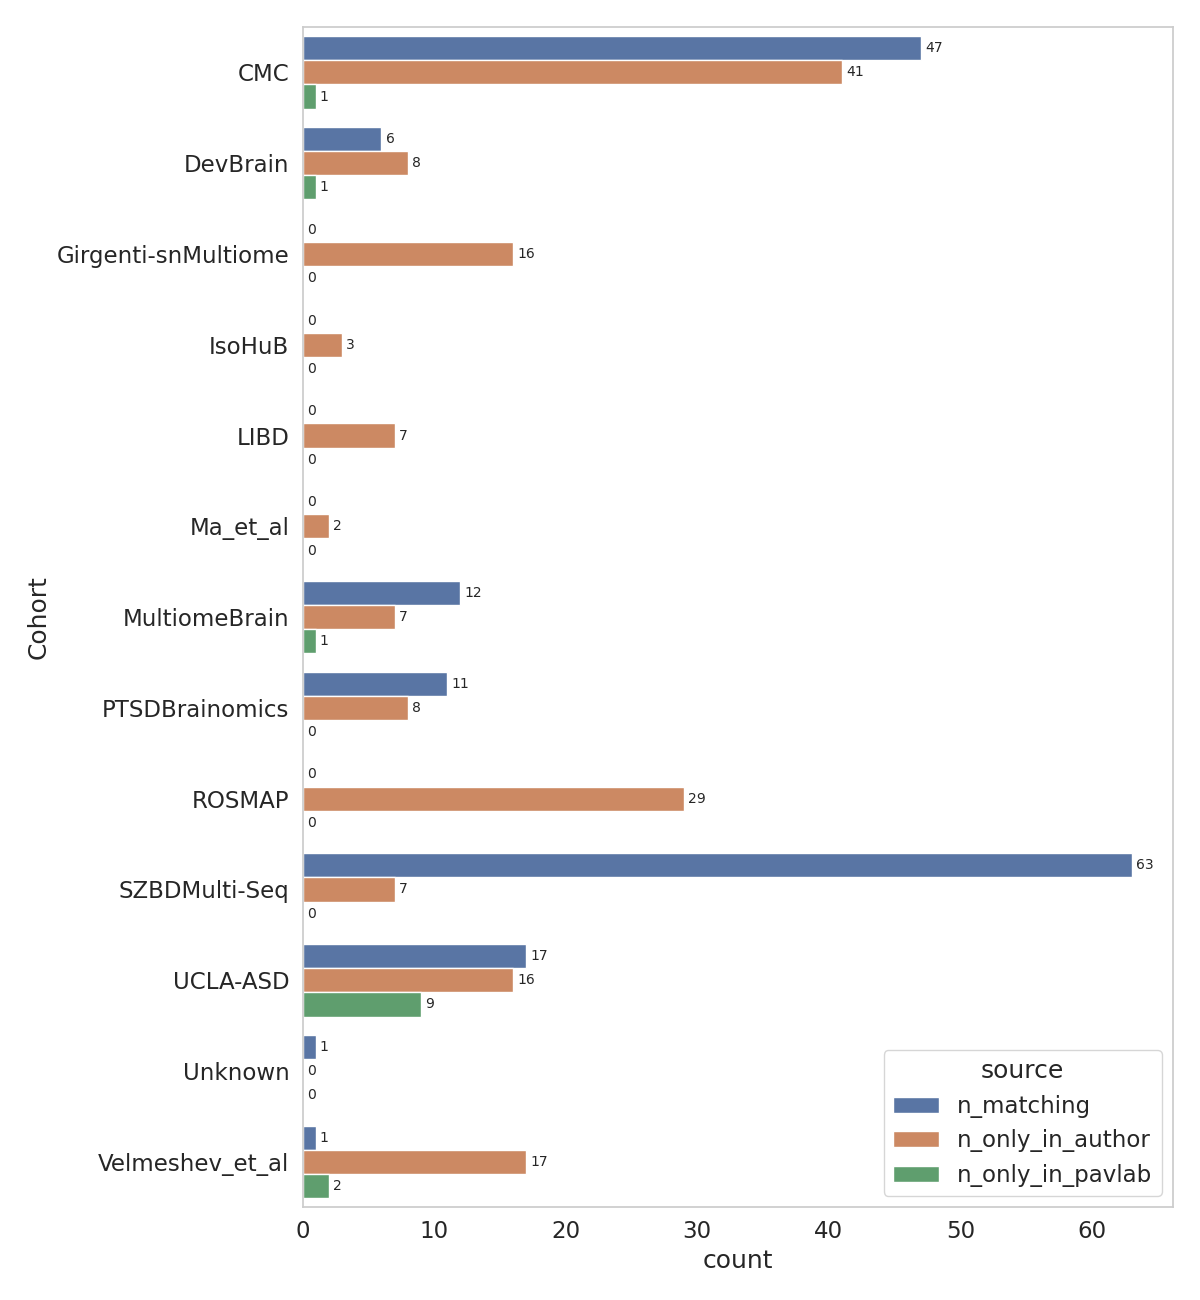 CMC 47
41
1
DevBrain 6
8
1
Girgenti-snMultiome 0
16
0
IsoHuB 0
3
0
LIBD 0
7
0
Ma_et_al 0
2
0
MultiomeBrain 12
7
1
PTSDBrainomics 11
8
0
ROSMAP 0
29
0
SZBDMulti-Seq 63
7
0
UCLA-ASD 17
16
9
Unknown 1
0
0
Velmeshev_et_al 1
17
2
Cohort
0 10 20 30 40 50 60
count
source
n_matching
n_only_in_author
n_only_in_pavlab